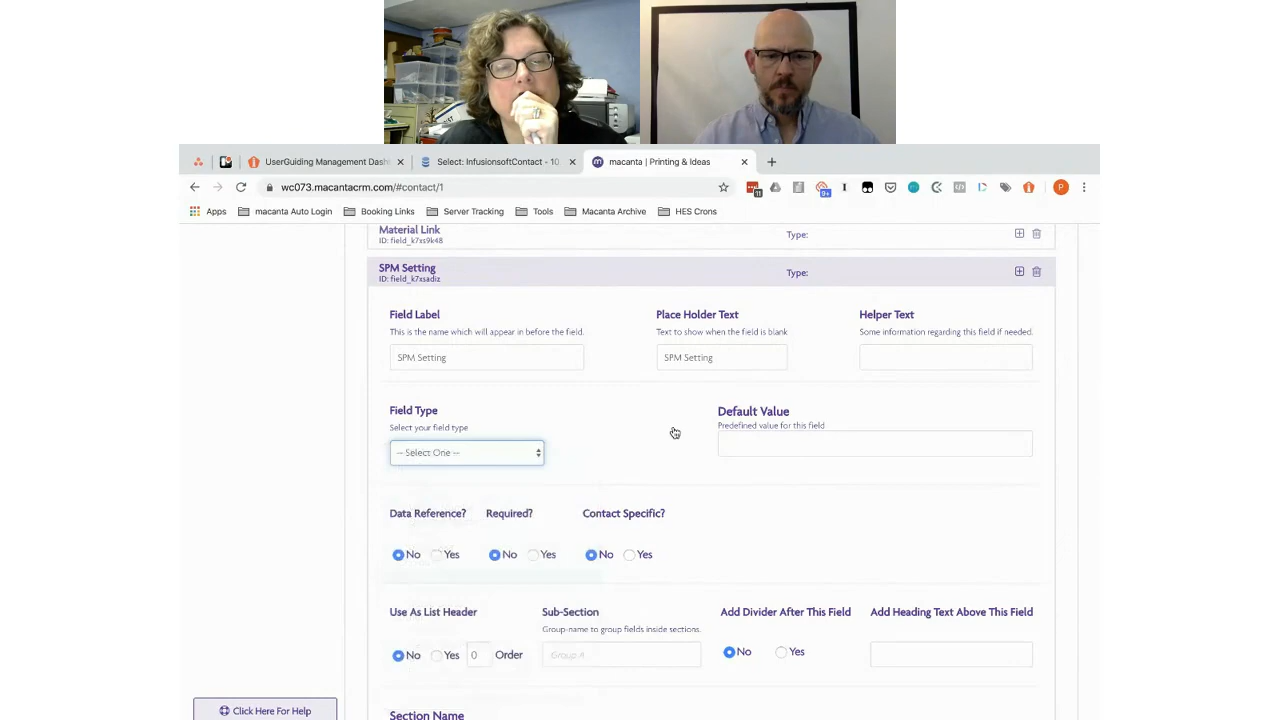 UserGuiding Management Dash
Select: InfusionsoftContact - 10
macanta | Printing & Ideas
wc073.macantacrm.com/#contact/1
11
9+
P
Apps
macanta Auto Login
Booking Links
Server Tracking
Tools
Macanta Archive
HES Crons
Material Link
ID: field_k7xs9k48
Type:
SPM Setting
ID: field_k7xsadiz
Type:
Field Label
Place Holder Text
Helper Text
This is the name which will appear in before the field.
Text to show when the field is blank
Some information regarding this field if needed.
SPM Setting
SPM Setting
Field Type
Default Value
Select your field type
Predefined value for this field
-- Select One --
Data Reference? Required? Contact Specific?
No Yes No Yes No Yes
Use As List Header
Sub-Section
Add Divider After This Field
Add Heading Text Above This Field
Group-name to group fields inside sections.
No Yes 0 Order
Group A
No Yes
Section Name
Click Here For Help